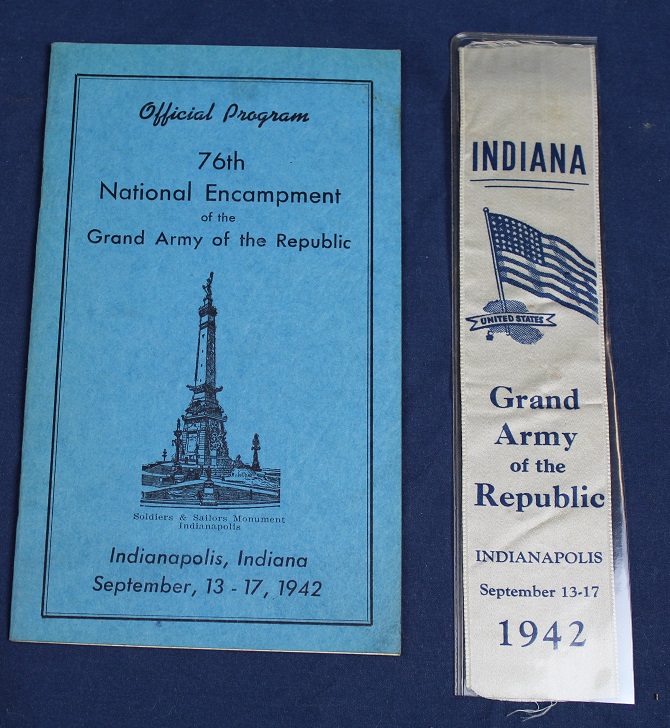 Official Program
76th
National Encampment
of the
Grand Army of the Republic
Soldiers & Sailors Monument
Indianapolis
Indianapolis, Indiana
September, 13 - 17, 1942
INDIANA
UNITED STATES
Grand
Army
of the
Republic
INDIANAPOLIS
September 13-17
1942